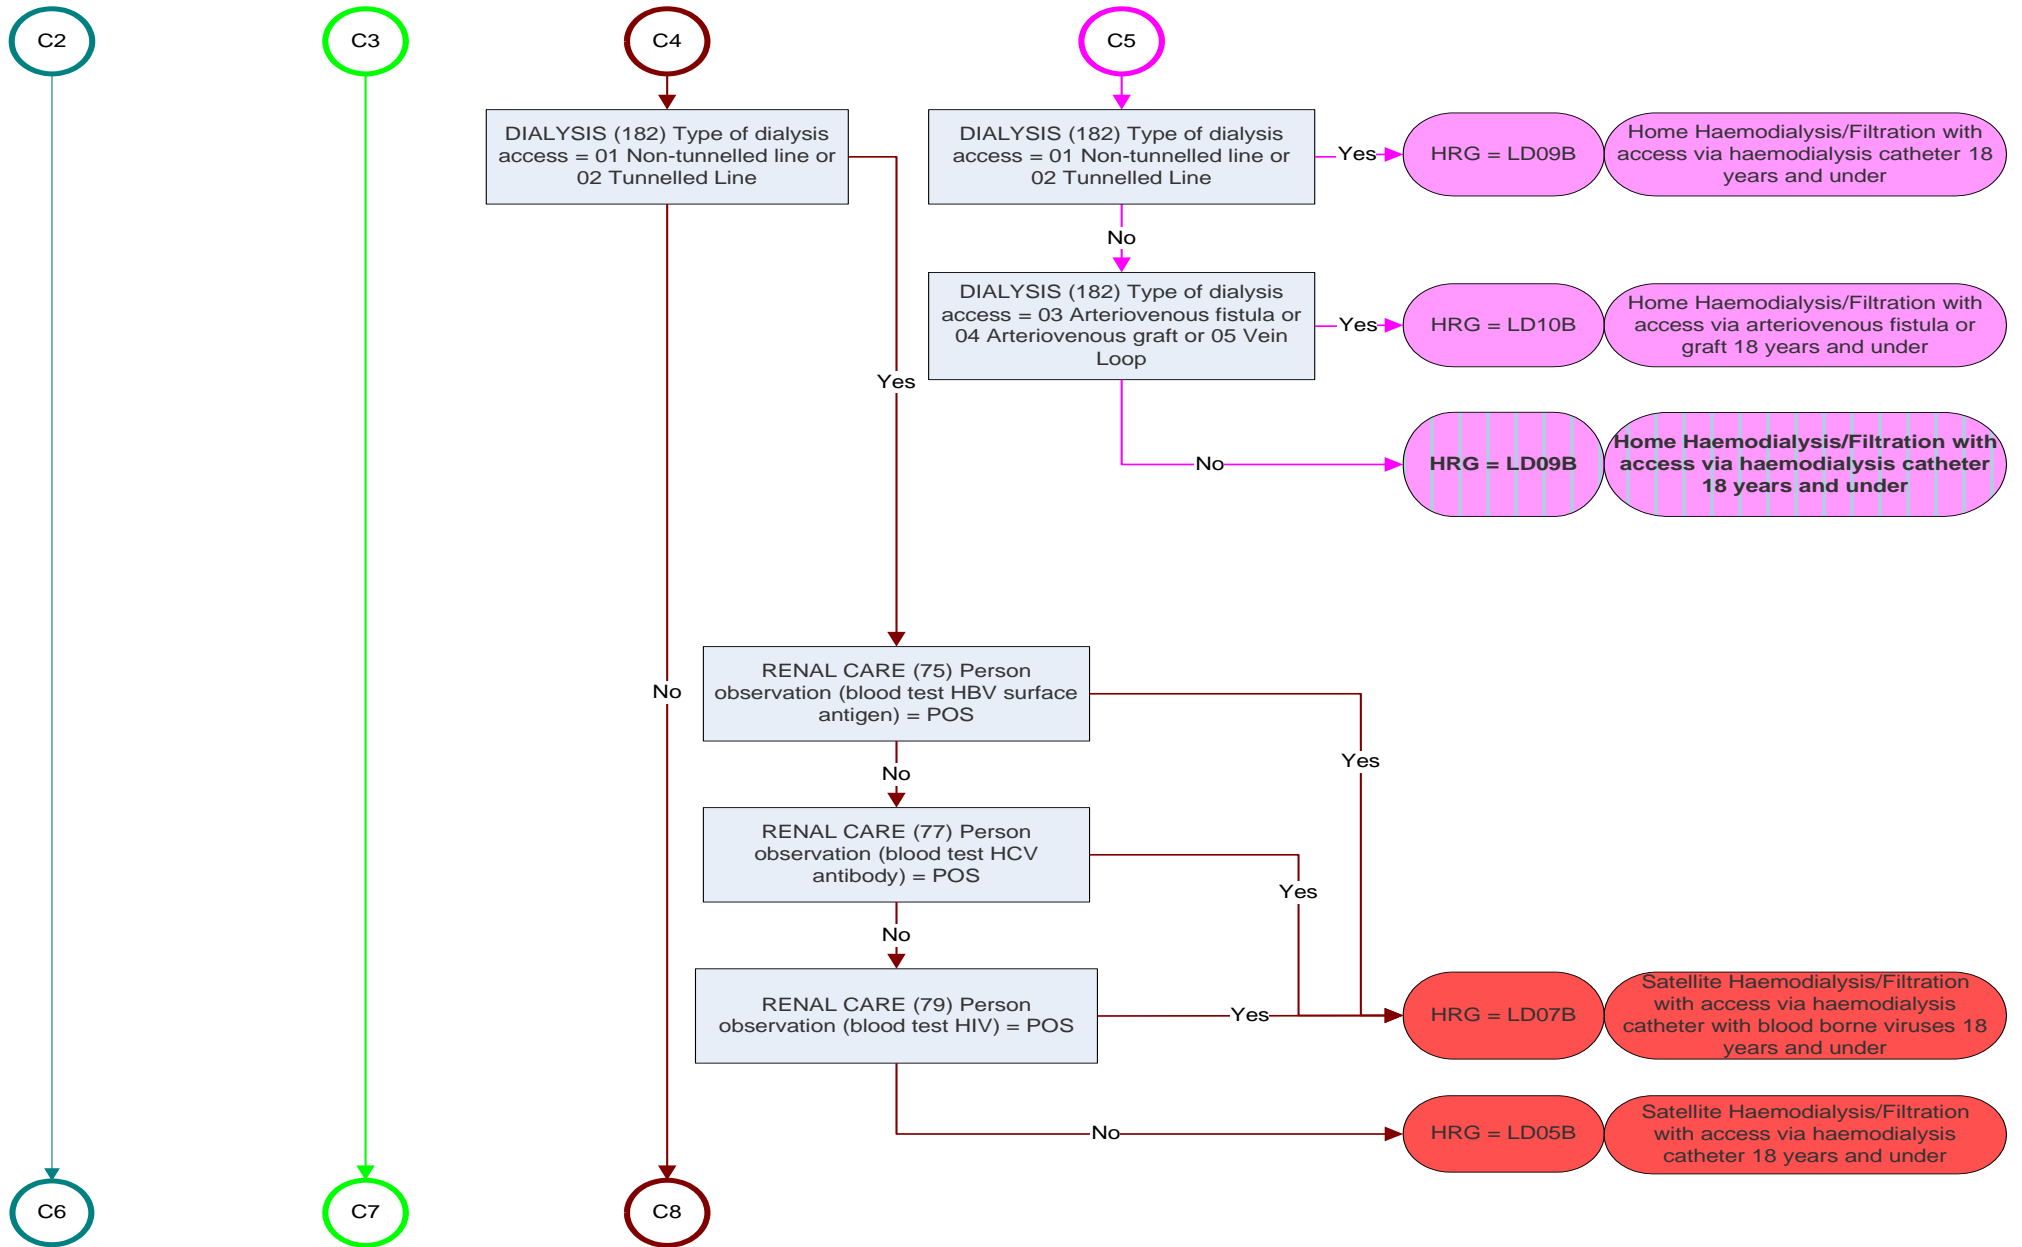 C2
C3
C4
C5
DIALYSIS (182) Type of dialysis
access = 01 Non-tunnelled line or
02 Tunnelled Line
DIALYSIS (182) Type of dialysis
access = 01 Non-tunnelled line or
02 Tunnelled Line
Yes
HRG = LD09B
Home Haemodialysis/Filtration with
access via haemodialysis catheter 18
years and under
No
DIALYSIS (182) Type of dialysis
access = 03 Arteriovenous fistula or
04 Arteriovenous graft or 05 Vein
Loop
Yes
HRG = LD10B
Home Haemodialysis/Filtration with
access via arteriovenous fistula or
graft 18 years and under
Yes
No
HRG = LD09B
Home Haemodialysis/Filtration with
access via haemodialysis catheter
18 years and under
No
RENAL CARE (75) Person
observation (blood test HBV surface
antigen) = POS
Yes
No
RENAL CARE (77) Person
observation (blood test HCV
antibody) = POS
Yes
No
RENAL CARE (79) Person
observation (blood test HIV) = POS
Yes
HRG = LD07B
Satellite Haemodialysis/Filtration
with access via haemodialysis
catheter with blood borne viruses 18
years and under
No
HRG = LD05B
Satellite Haemodialysis/Filtration
with access via haemodialysis
catheter 18 years and under
C6
C7
C8